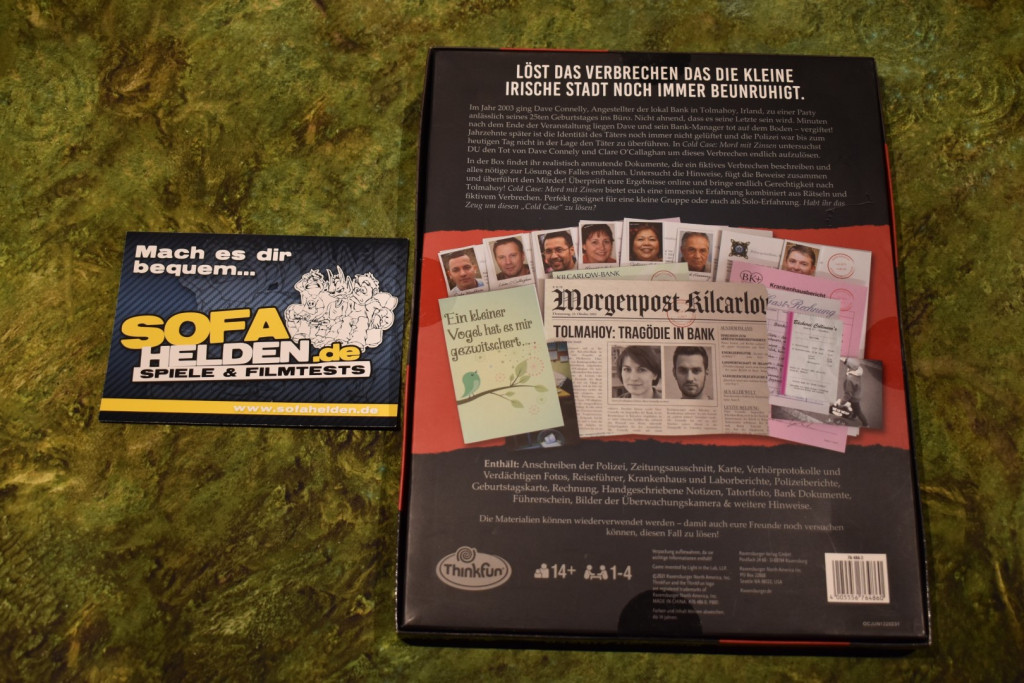 Mach es dir
bequem...
SOFA
HELDEN.de
SPIELE & FILMTESTS
www.sofahelden.de
LÖST DAS VERBRECHEN DAS DIE KLEINE
IRISCHE STADT NOCH IMMER BEUNRUHIGT.
Im Jahr 2003 ging Dave Connelly, Angestellter der lokal Bank in Tolmahoy, Irland, zu einer Party
anlässlich seines 25ten Geburtstages ins Büro. Nicht ahnend, dass es seine Letzte sein wird. Minuten
nach dem Ende der Veranstaltung liegen Dave und sein Bank-Manager tot auf dem Boden – vergiftet!
Jahrzehnte später ist die Identität des Täters noch immer nicht gelüftet und die Polizei war bis zum
heutigen Tag nicht in der Lage den Täter zu überführen. In Cold Case: Mord mit Zinsen untersuchst
DU den Tot von Dave Connely und Clare O'Callaghan um dieses Verbrechen endlich aufzulösen.
In der Box findet ihr realistisch anmutende Dokumente, die ein fiktives Verbrechen beschreiben und
alles nötige zur Lösung des Falles enthalten. Untersucht die Hinweise, fügt die Beweise zusammen
und überführt den Mörder! Überprüft eure Ergebnisse online und bringe endlich Gerechtigkeit nach
Tolmahoy! Cold Case: Mord mit Zinsen bietet euch eine immersive Erfahrung kombiniert aus Rätseln und
fiktivem Verbrechen. Perfekt geeignet für eine kleine Gruppe oder auch als Solo-Erfahrung. Habt ihr das
Zeug um diesen „Cold Case" zu lösen?
KILCARLOW-BANK
BK+
Krankenhausbericht
Morgenpost Kilcarlow
Gast-Rechnung
TOLMAHOY: TRAGÖDIE IN BANK
Ein kleiner
Vogel hat es mir
gezwitschert...
Enthält: Anschreiben der Polizei, Zeitungsausschnitt, Karte, Verhörprotokolle und
Verdächtigen Fotos, Reiseführer, Krankenhaus und Laborberichte, Polizeiberichte,
Geburtstagskarte, Rechnung, Handgeschriebene Notizen, Tatortfoto, Bank Dokumente,
Führerschein, Bilder der Überwachungskamera & weitere Hinweise.
Die Materialien können wiederverwendet werden – damit auch eure Freunde noch versuchen
können, diesen Fall zu lösen!
ThinkFun
14+ 1-4